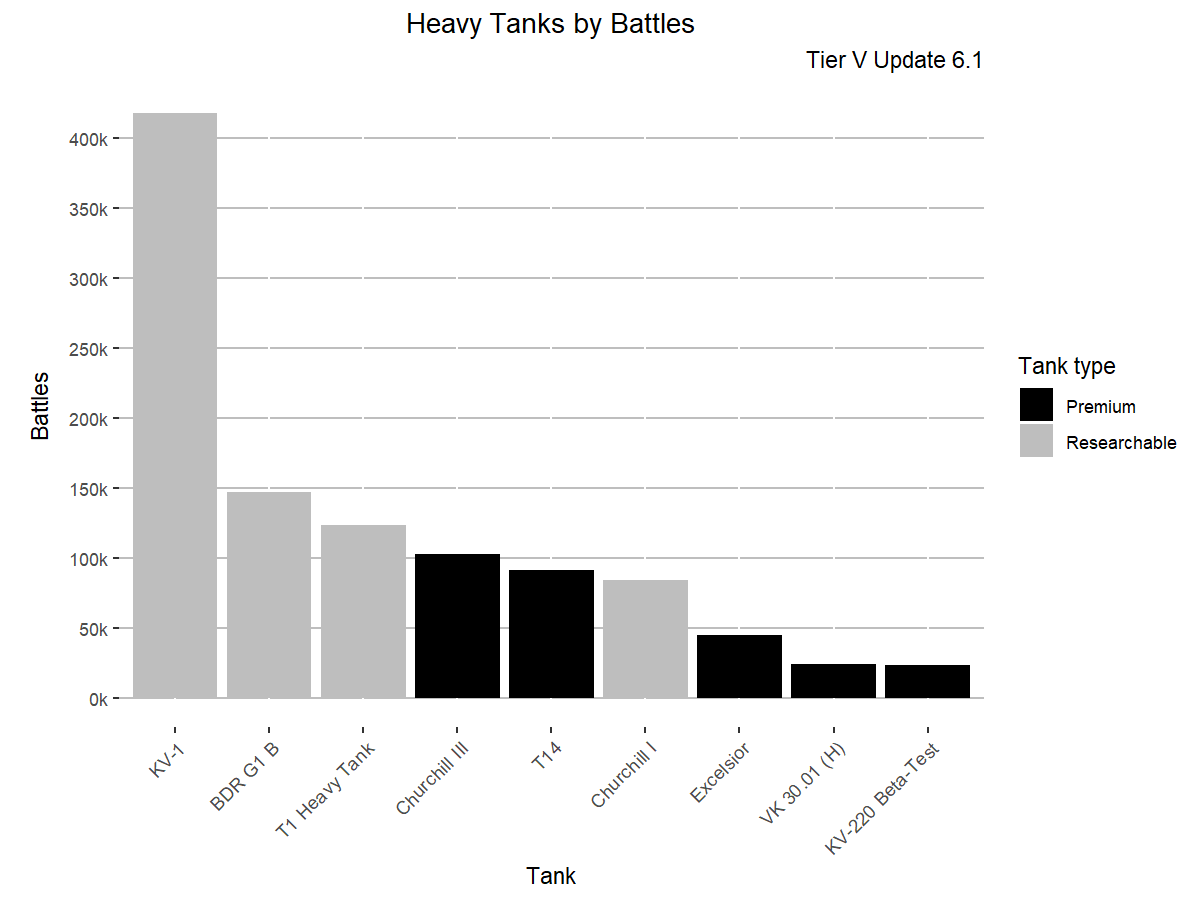 Heavy Tanks by Battles
Tier V Update 6.1
Battles
400k
350k
300k
250k
200k
150k
100k
50k
0k
KV-1
BDR G1 B
T1 Heavy Tank
Churchill III
T14
Churchill I
Excelsior
VK 30.01 (H)
KV-220 Beta-Test
Tank
Tank type
Premium
Researchable